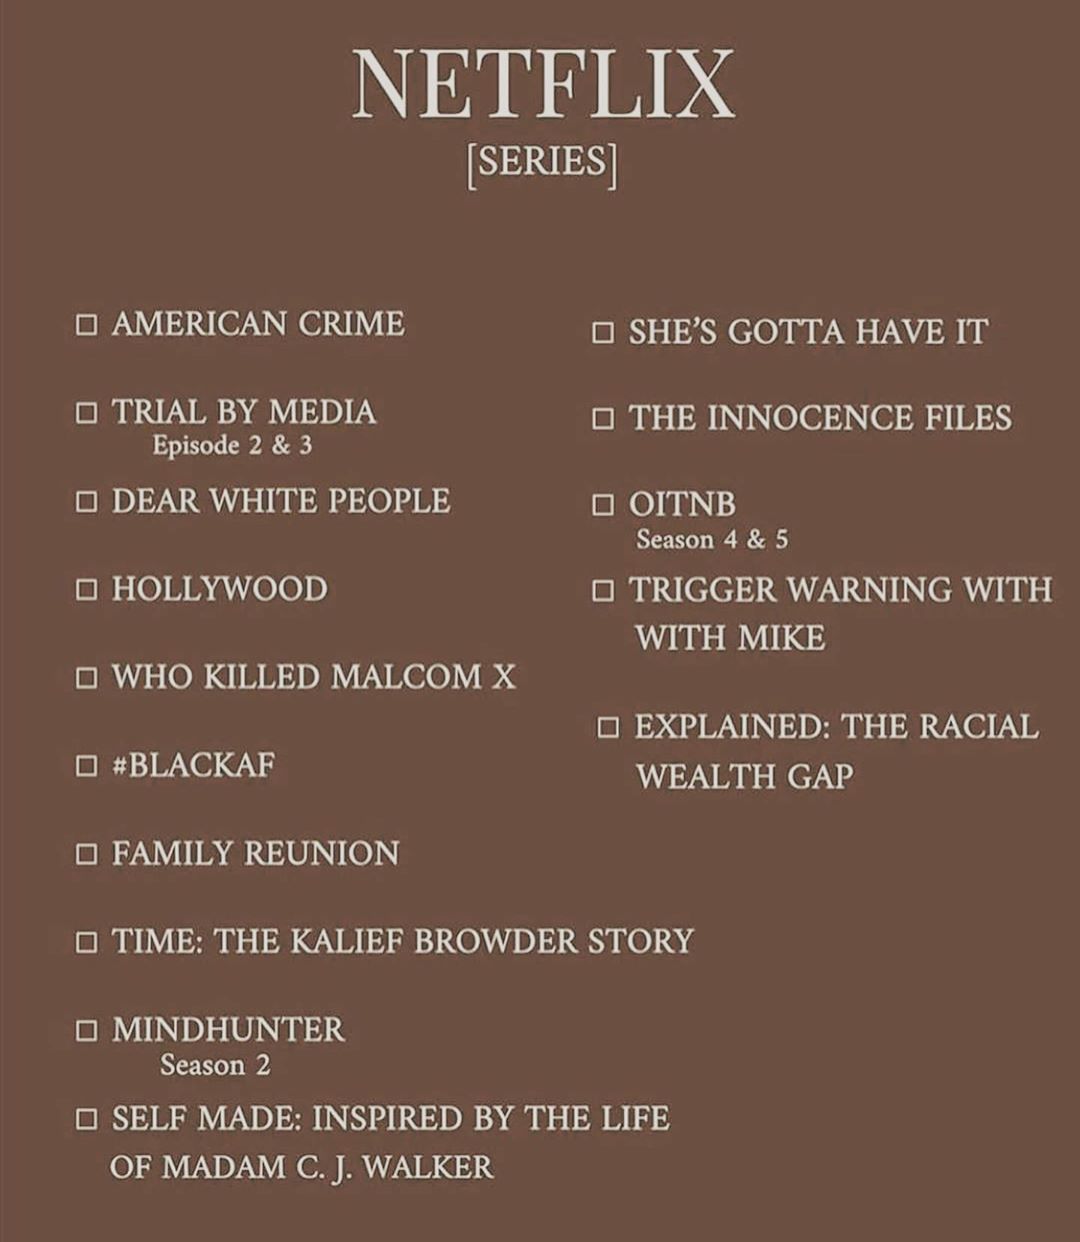 NETFLIX
[SERIES]
AMERICAN CRIME
TRIAL BY MEDIA
Episode 2 & 3
DEAR WHITE PEOPLE
HOLLYWOOD
WHO KILLED MALCOM X
#BLACKAF
FAMILY REUNION
TIME: THE KALIEF BROWDER STORY
MINDHUNTER
Season 2
SELF MADE: INSPIRED BY THE LIFE
OF MADAM C. J. WALKER
SHE’S GOTTA HAVE IT
THE INNOCENCE FILES
OITNB
Season 4 & 5
TRIGGER WARNING WITH
WITH MIKE
EXPLAINED: THE RACIAL
WEALTH GAP